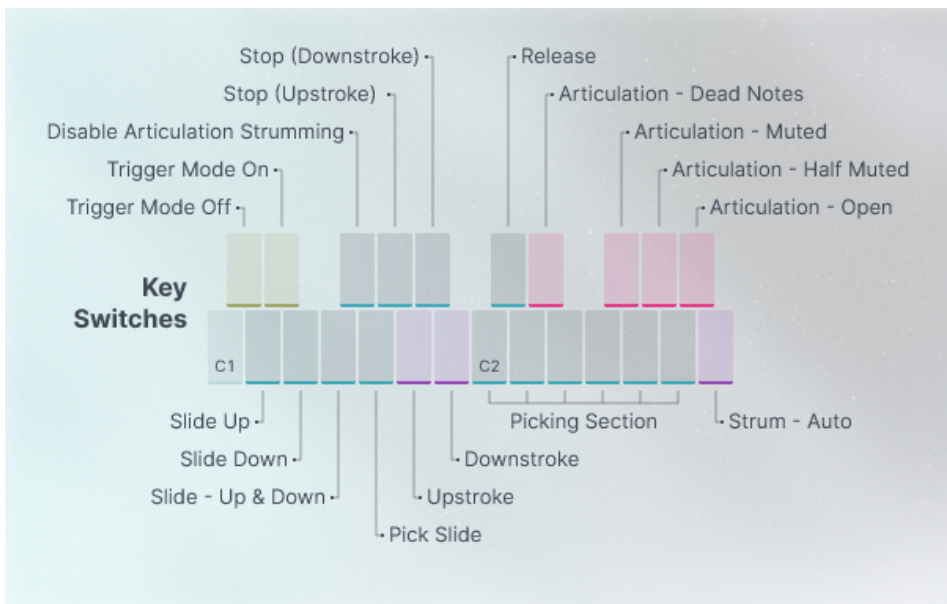 Stop (Downstroke)
Release
Stop (Upstroke)
Articulation - Dead Notes
Disable Articulation Strumming
Articulation - Muted
Trigger Mode On
Articulation - Half Muted
Trigger Mode Off
Articulation - Open
Key
Switches
C1
C2
Slide Up
Picking Section
Strum - Auto
Slide Down
Downstroke
Slide - Up & Down
Upstroke
Pick Slide